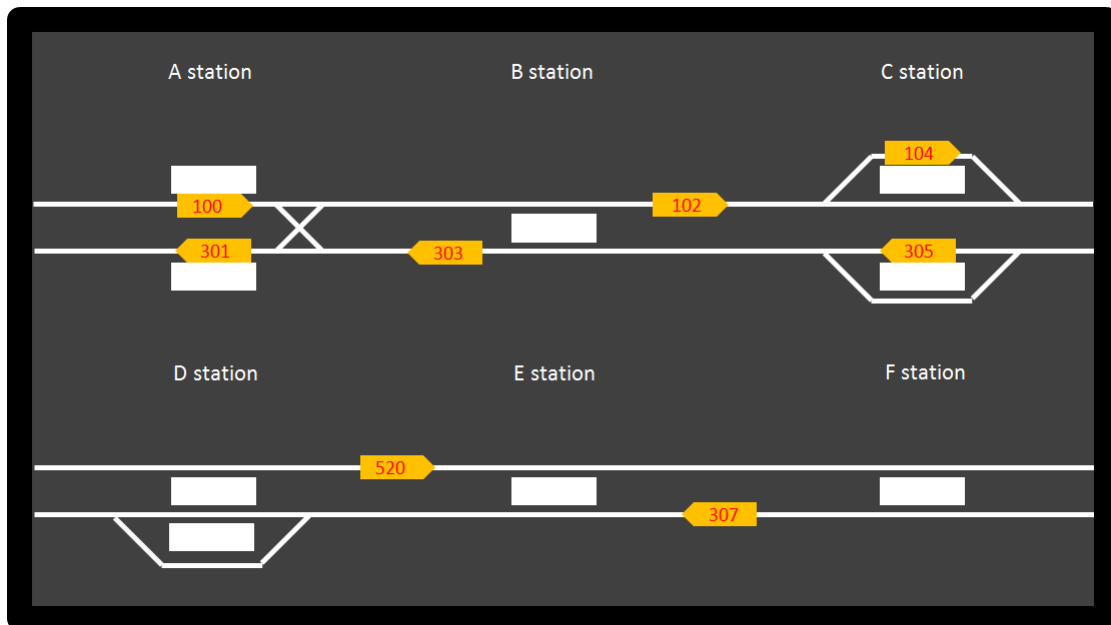 A station
B station
C station
104
100
102
301
303
305
D station
E station
F station
520
307